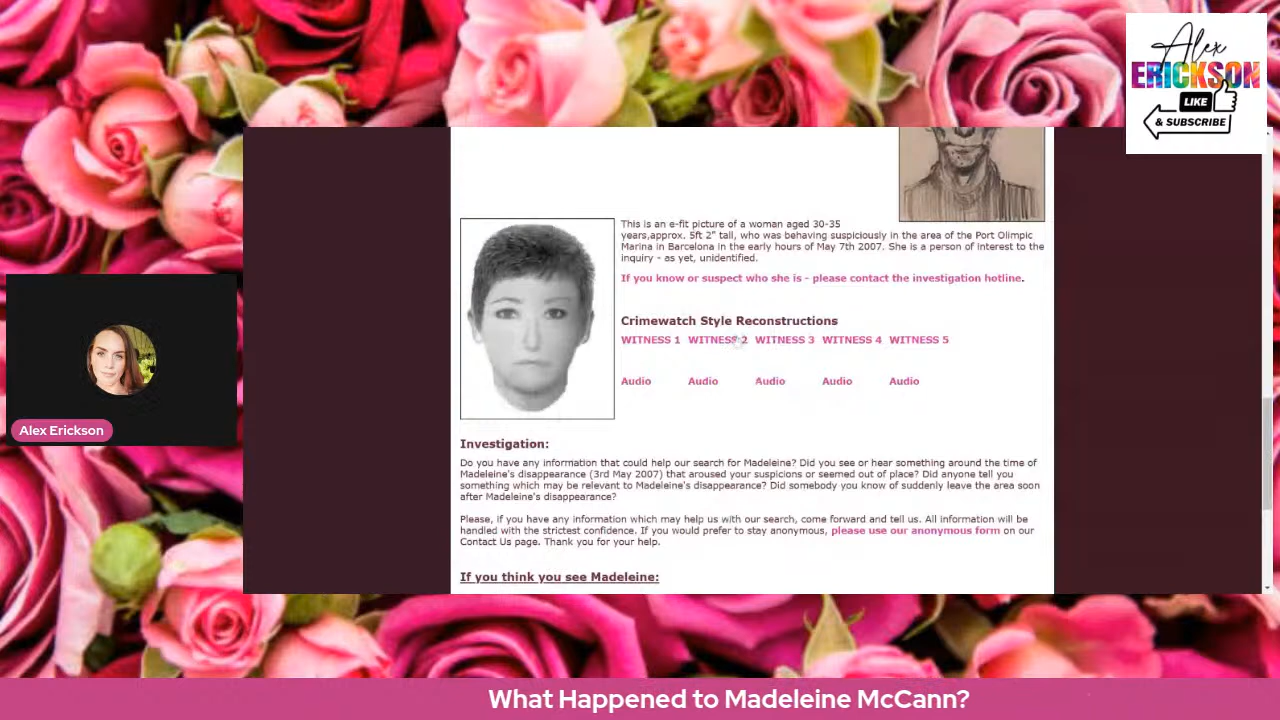 Alex
ERICKSON
LIKE
& SUBSCRIBE
This is an e-fit picture of a woman aged 30-35
years,approx. 5ft 2" tall, who was behaving suspiciously in the area of the Port Olimpic
Marina in Barcelona in the early hours of May 7th 2007. She is a person of interest to the
inquiry - as yet, unidentified.
If you know or suspect who she is - please contact the investigation hotline.
Crimewatch Style Reconstructions
WITNESS 1 WITNESS 2 WITNESS 3 WITNESS 4 WITNESS 5
Audio Audio Audio Audio Audio
Alex Erickson
Investigation:
Do you have any information that could help our search for Madeleine? Did you see or hear something around the time of
Madeleine's disappearance (3rd May 2007) that aroused your suspicions or seemed out of place? Did anyone tell you
something which may be relevant to Madeleine's disappearance? Did somebody you know of suddenly leave the area soon
after Madeleine's disappearance?
Please, if you have any information which may help us with our search, come forward and tell us. All information will be
handled with the strictest confidence. If you would prefer to stay anonymous, please use our anonymous form on our
Contact Us page. Thank you for your help.
If you think you see Madeleine:
What Happened to Madeleine McCann?